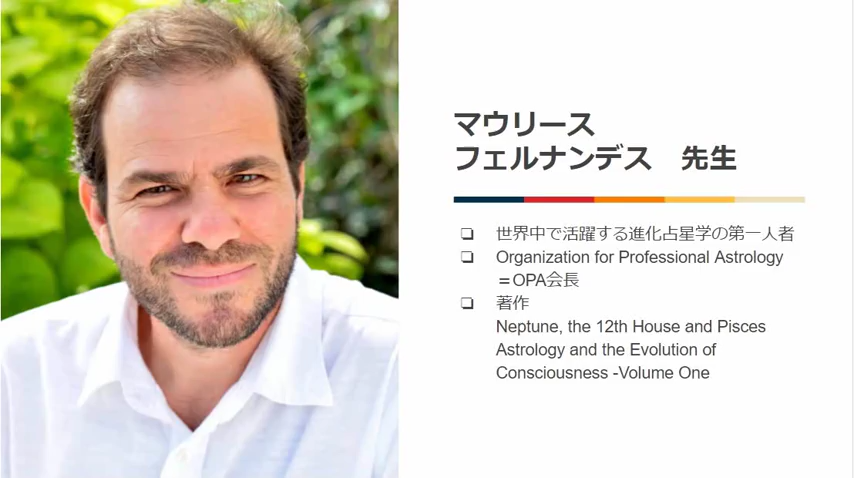 マウリース
フェルナンデス　先生
❏ 世界中で活躍する進化占星学の第一人者
❏ Organization for Professional Astrology
＝OPA会長
❏ 著作
Neptune, the 12th House and Pisces
Astrology and the Evolution of
Consciousness -Volume One